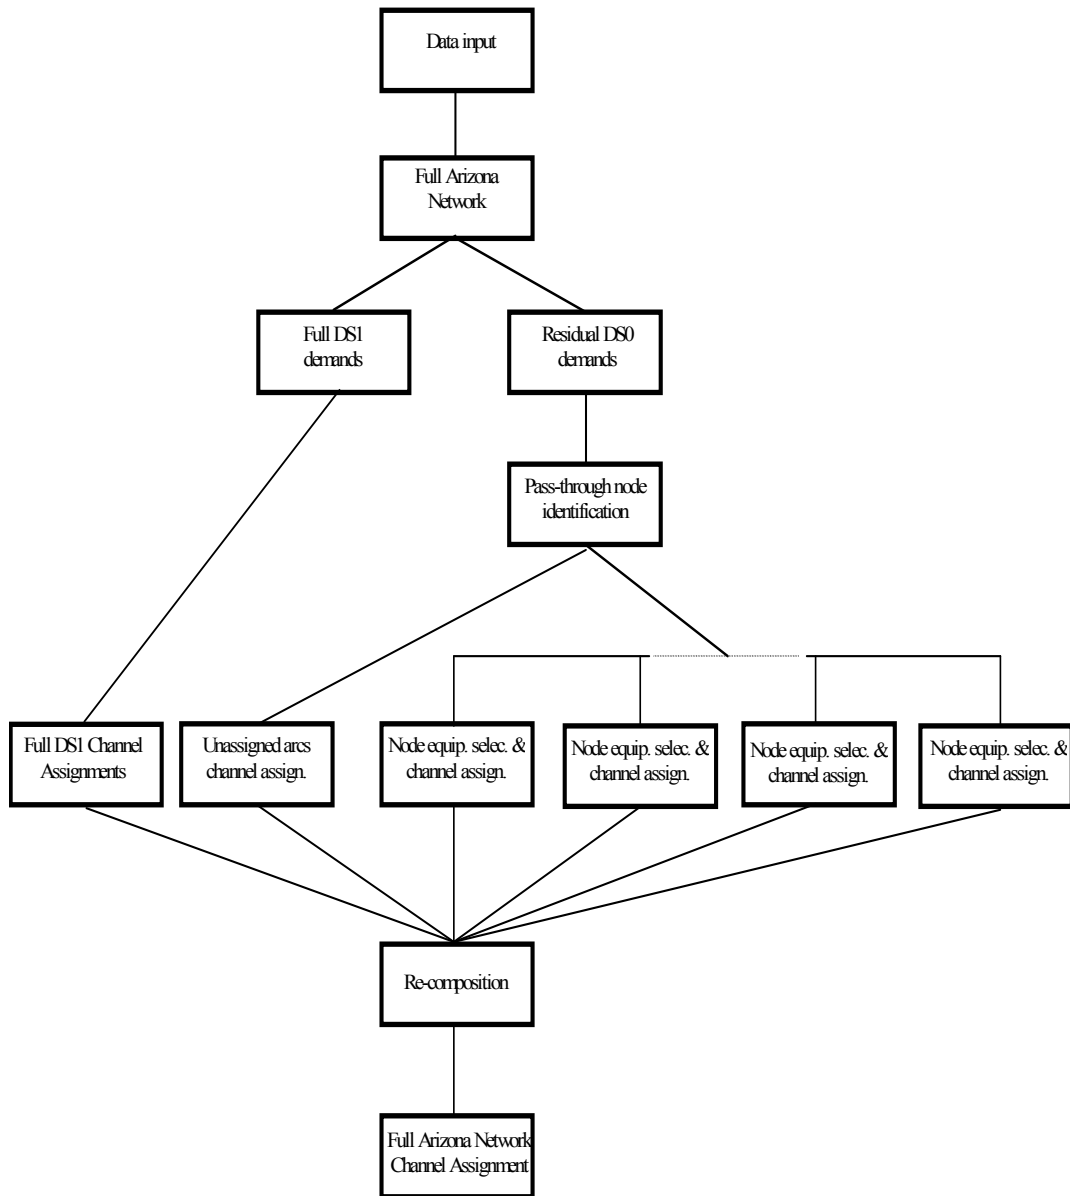 Data input
Full Arizona
Network
Full DS1
demands
Residual DS0
demands
Pass-through node
identification
Full DS1 Channel
Assignments
Unassigned arcs
channel assign.
Node equip. selec. &
channel assign.
Node equip. selec. &
channel assign.
Node equip. selec. &
channel assign.
Node equip. selec. &
channel assign.
Re-composition
Full Arizona Network
Channel Assignment